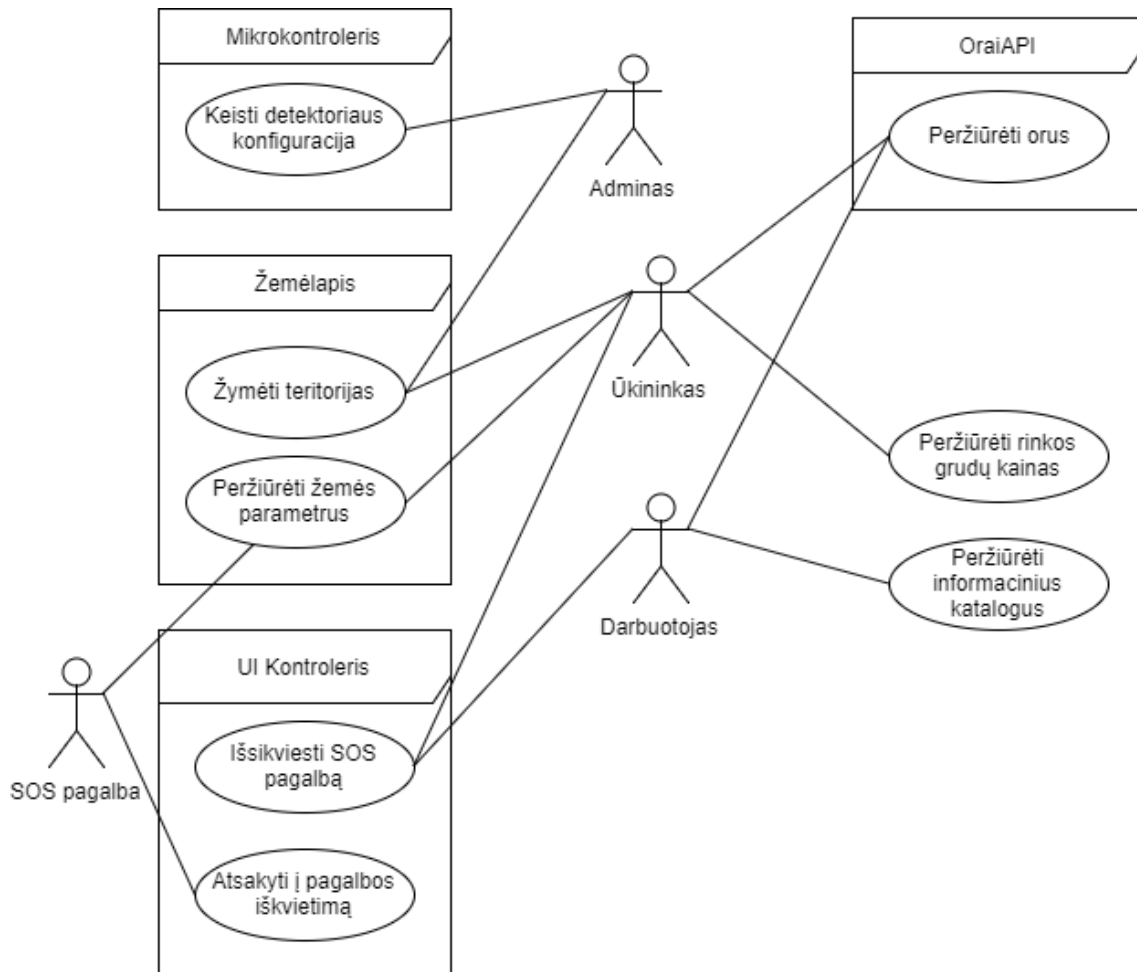 Mikrokontroleris
Keisti detektoriaus
konfiguracija
Adminas
OraiAPI
Peržiūrėti orus
Žemėlapis
Žymėti teritorijas
Peržiūrėti žemės
parametrus
Ūkininkas
Peržiūrėti rinkos
grudų kainas
Darbuotojas
Peržiūrėti
informacinius
katalogus
SOS pagalba
UI Kontroleris
Išsikviesti SOS
pagalbą
Atsakyti į pagalbos
iškvietimą